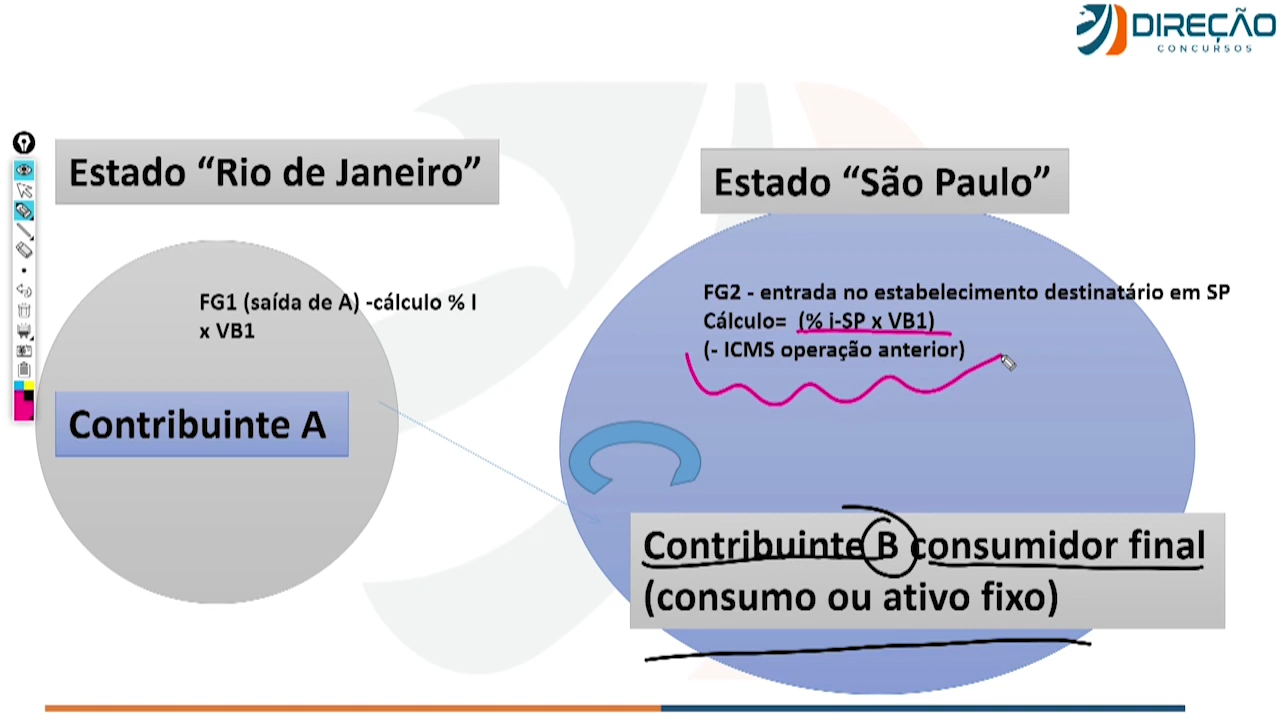 DIREÇÃO
CONCURSOS
Estado “Rio de Janeiro”
Estado “São Paulo”
FG1 (saída de A) -cálculo % I
x VB1
FG2 - entrada no estabelecimento destinatário em SP
Cálculo= (% i-SP x VB1)
(- ICMS operação anterior)
Contribuinte A
Contribuinte B consumidor final
(consumo ou ativo fixo)